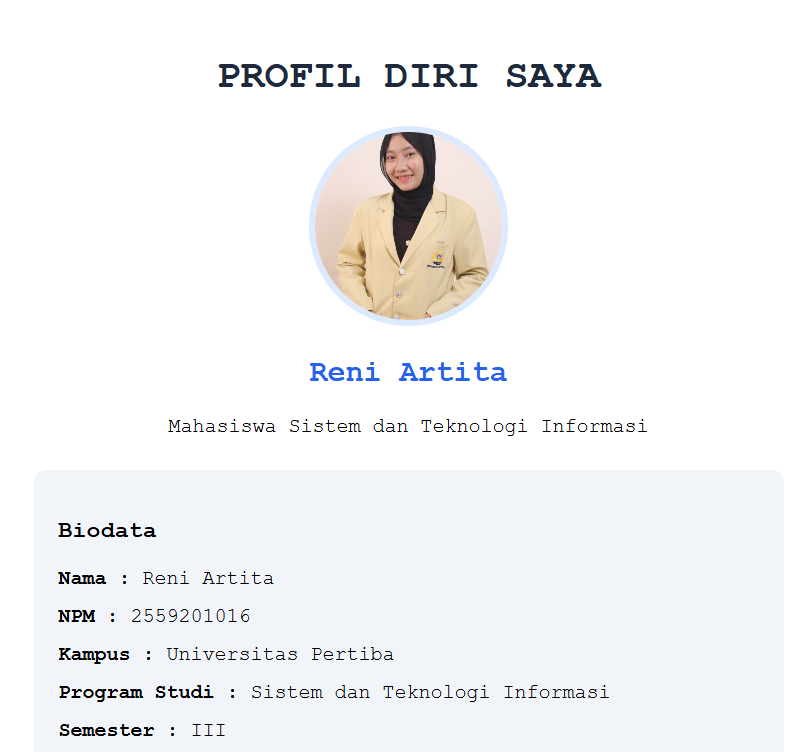 PROFIL DIRI SAYA
Reni Artita
Mahasiswa Sistem dan Teknologi Informasi
Biodata
Nama : Reni Artita
NPM : 2559201016
Kampus : Universitas Pertiba
Program Studi : Sistem dan Teknologi Informasi
Semester : III